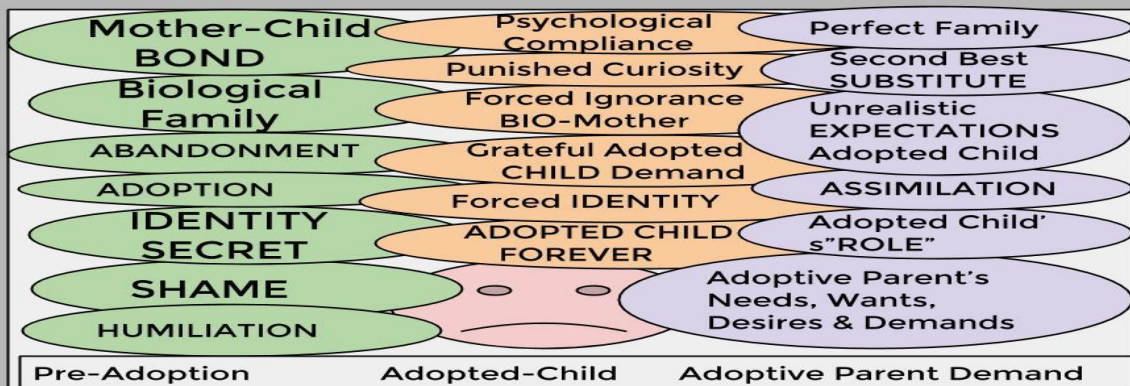 Mother-Child
BOND
Biological
Family
ABANDONMENT
ADOPTION
IDENTITY
SECRET
SHAME
HUMILIATION
Psychological
Compliance
Punished Curiosity
Forced Ignorance
BIO-Mother
Grateful Adopted
CHILD Demand
Forced IDENTITY
ADOPTED CHILD
FOREVER
Perfect Family
Second Best
SUBSTITUTE
Unrealistic
EXPECTATIONS
Adopted Child
ASSIMILATION
Adopted Child'
s"ROLE"
Adoptive Parent's
Needs, Wants,
Desires & Demands
Pre-Adoption Adopted-Child Adoptive Parent Demand